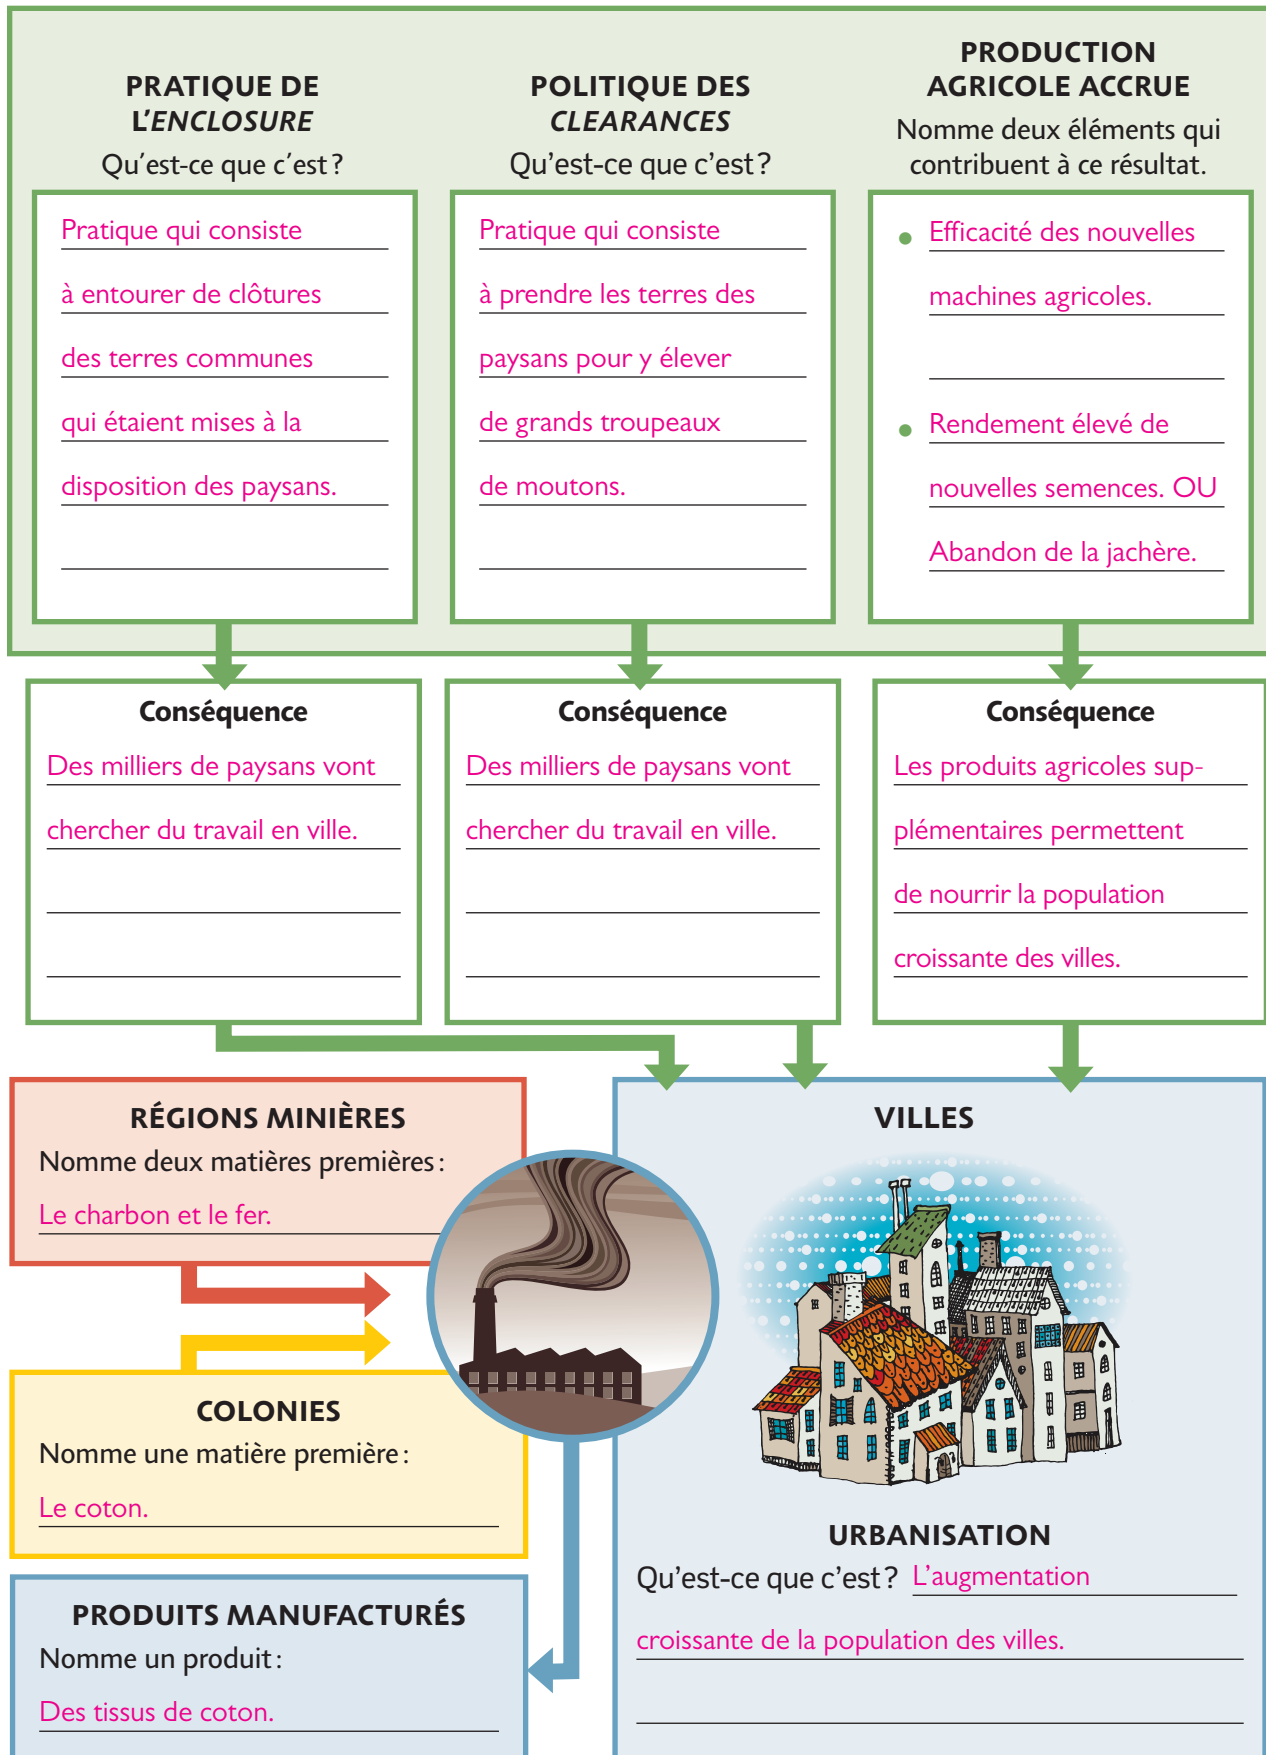 PRATIQUE DE
L'ENCLOSURE
Qu'est-ce que c'est ?
Pratique qui consiste
à entourer de clôtures
des terres communes
qui étaient mises à la
disposition des paysans.
POLITIQUE DES
CLEARANCES
Qu'est-ce que c'est ?
Pratique qui consiste
à prendre les terres des
paysans pour y élever
de grands troupeaux
de moutons.
PRODUCTION
AGRICOLE ACCRUE
Nomme deux éléments qui
contribuent à ce résultat.
• Efficacité des nouvelles
machines agricoles.
• Rendement élevé de
nouvelles semences. OU
Abandon de la jachère.
Conséquence
Des milliers de paysans vont
chercher du travail en ville.
Conséquence
Des milliers de paysans vont
chercher du travail en ville.
Conséquence
Les produits agricoles sup-
plémentaires permettent
de nourrir la population
croissante des villes.
RÉGIONS MINIÈRES
Nomme deux matières premières :
Le charbon et le fer.
COLONIES
Nomme une matière première :
Le coton.
PRODUITS MANUFACTURÉS
Nomme un produit :
Des tissus de coton.
VILLES
URBANISATION
Qu'est-ce que c'est ? L'augmentation
croissante de la population des villes.